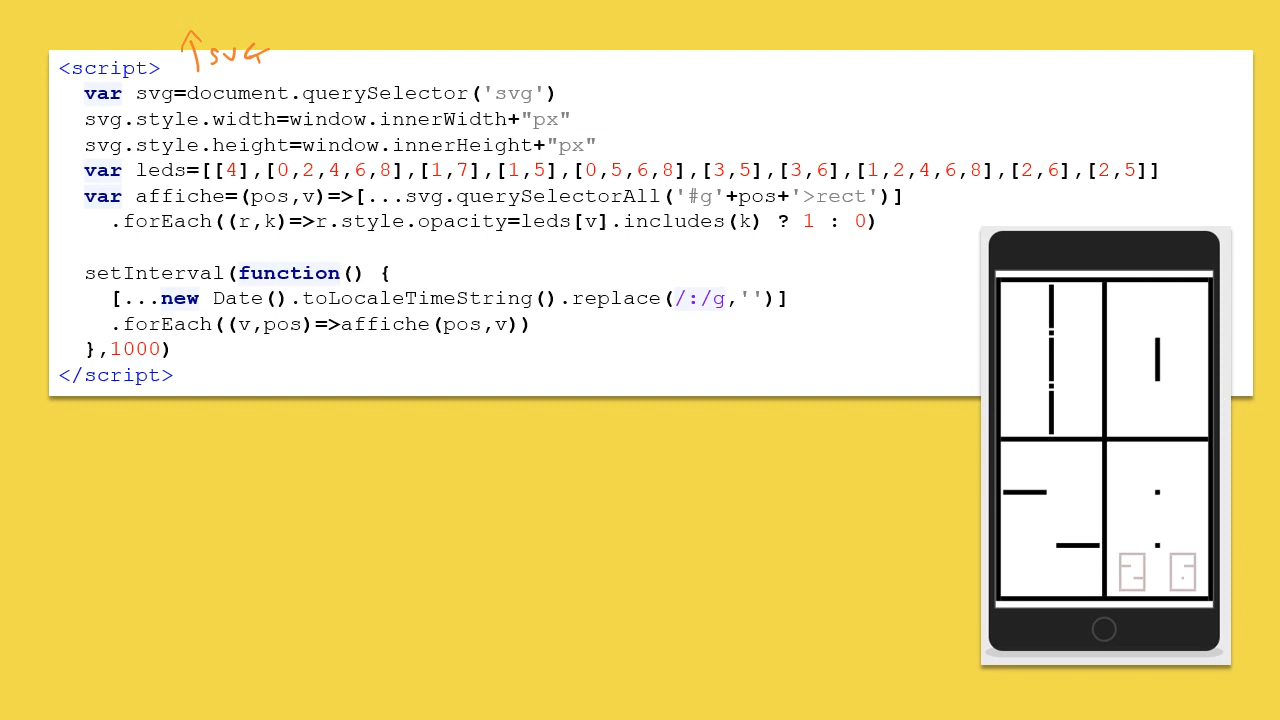 ↑ SVG
<script>
var svg=document.querySelector('svg')
svg.style.width=window.innerWidth+"px"
svg.style.height=window.innerHeight+"px"
var leds=[[4],[0,2,4,6,8],[1,7],[1,5],[0,5,6,8],[3,5],[3,6],[1,2,4,6,8],[2,6],[2,5]]
var affiche=(pos,v)=>[...svg.querySelectorAll('#g'+pos+'>rect')]
.forEach((r,k)=>r.style.opacity=leds[v].includes(k) ? 1 : 0)
setInterval(function() {
[...new Date().toLocaleTimeString().replace(/:/g,'')]
.forEach((v,pos)=>affiche(pos,v))
},1000)
</script>